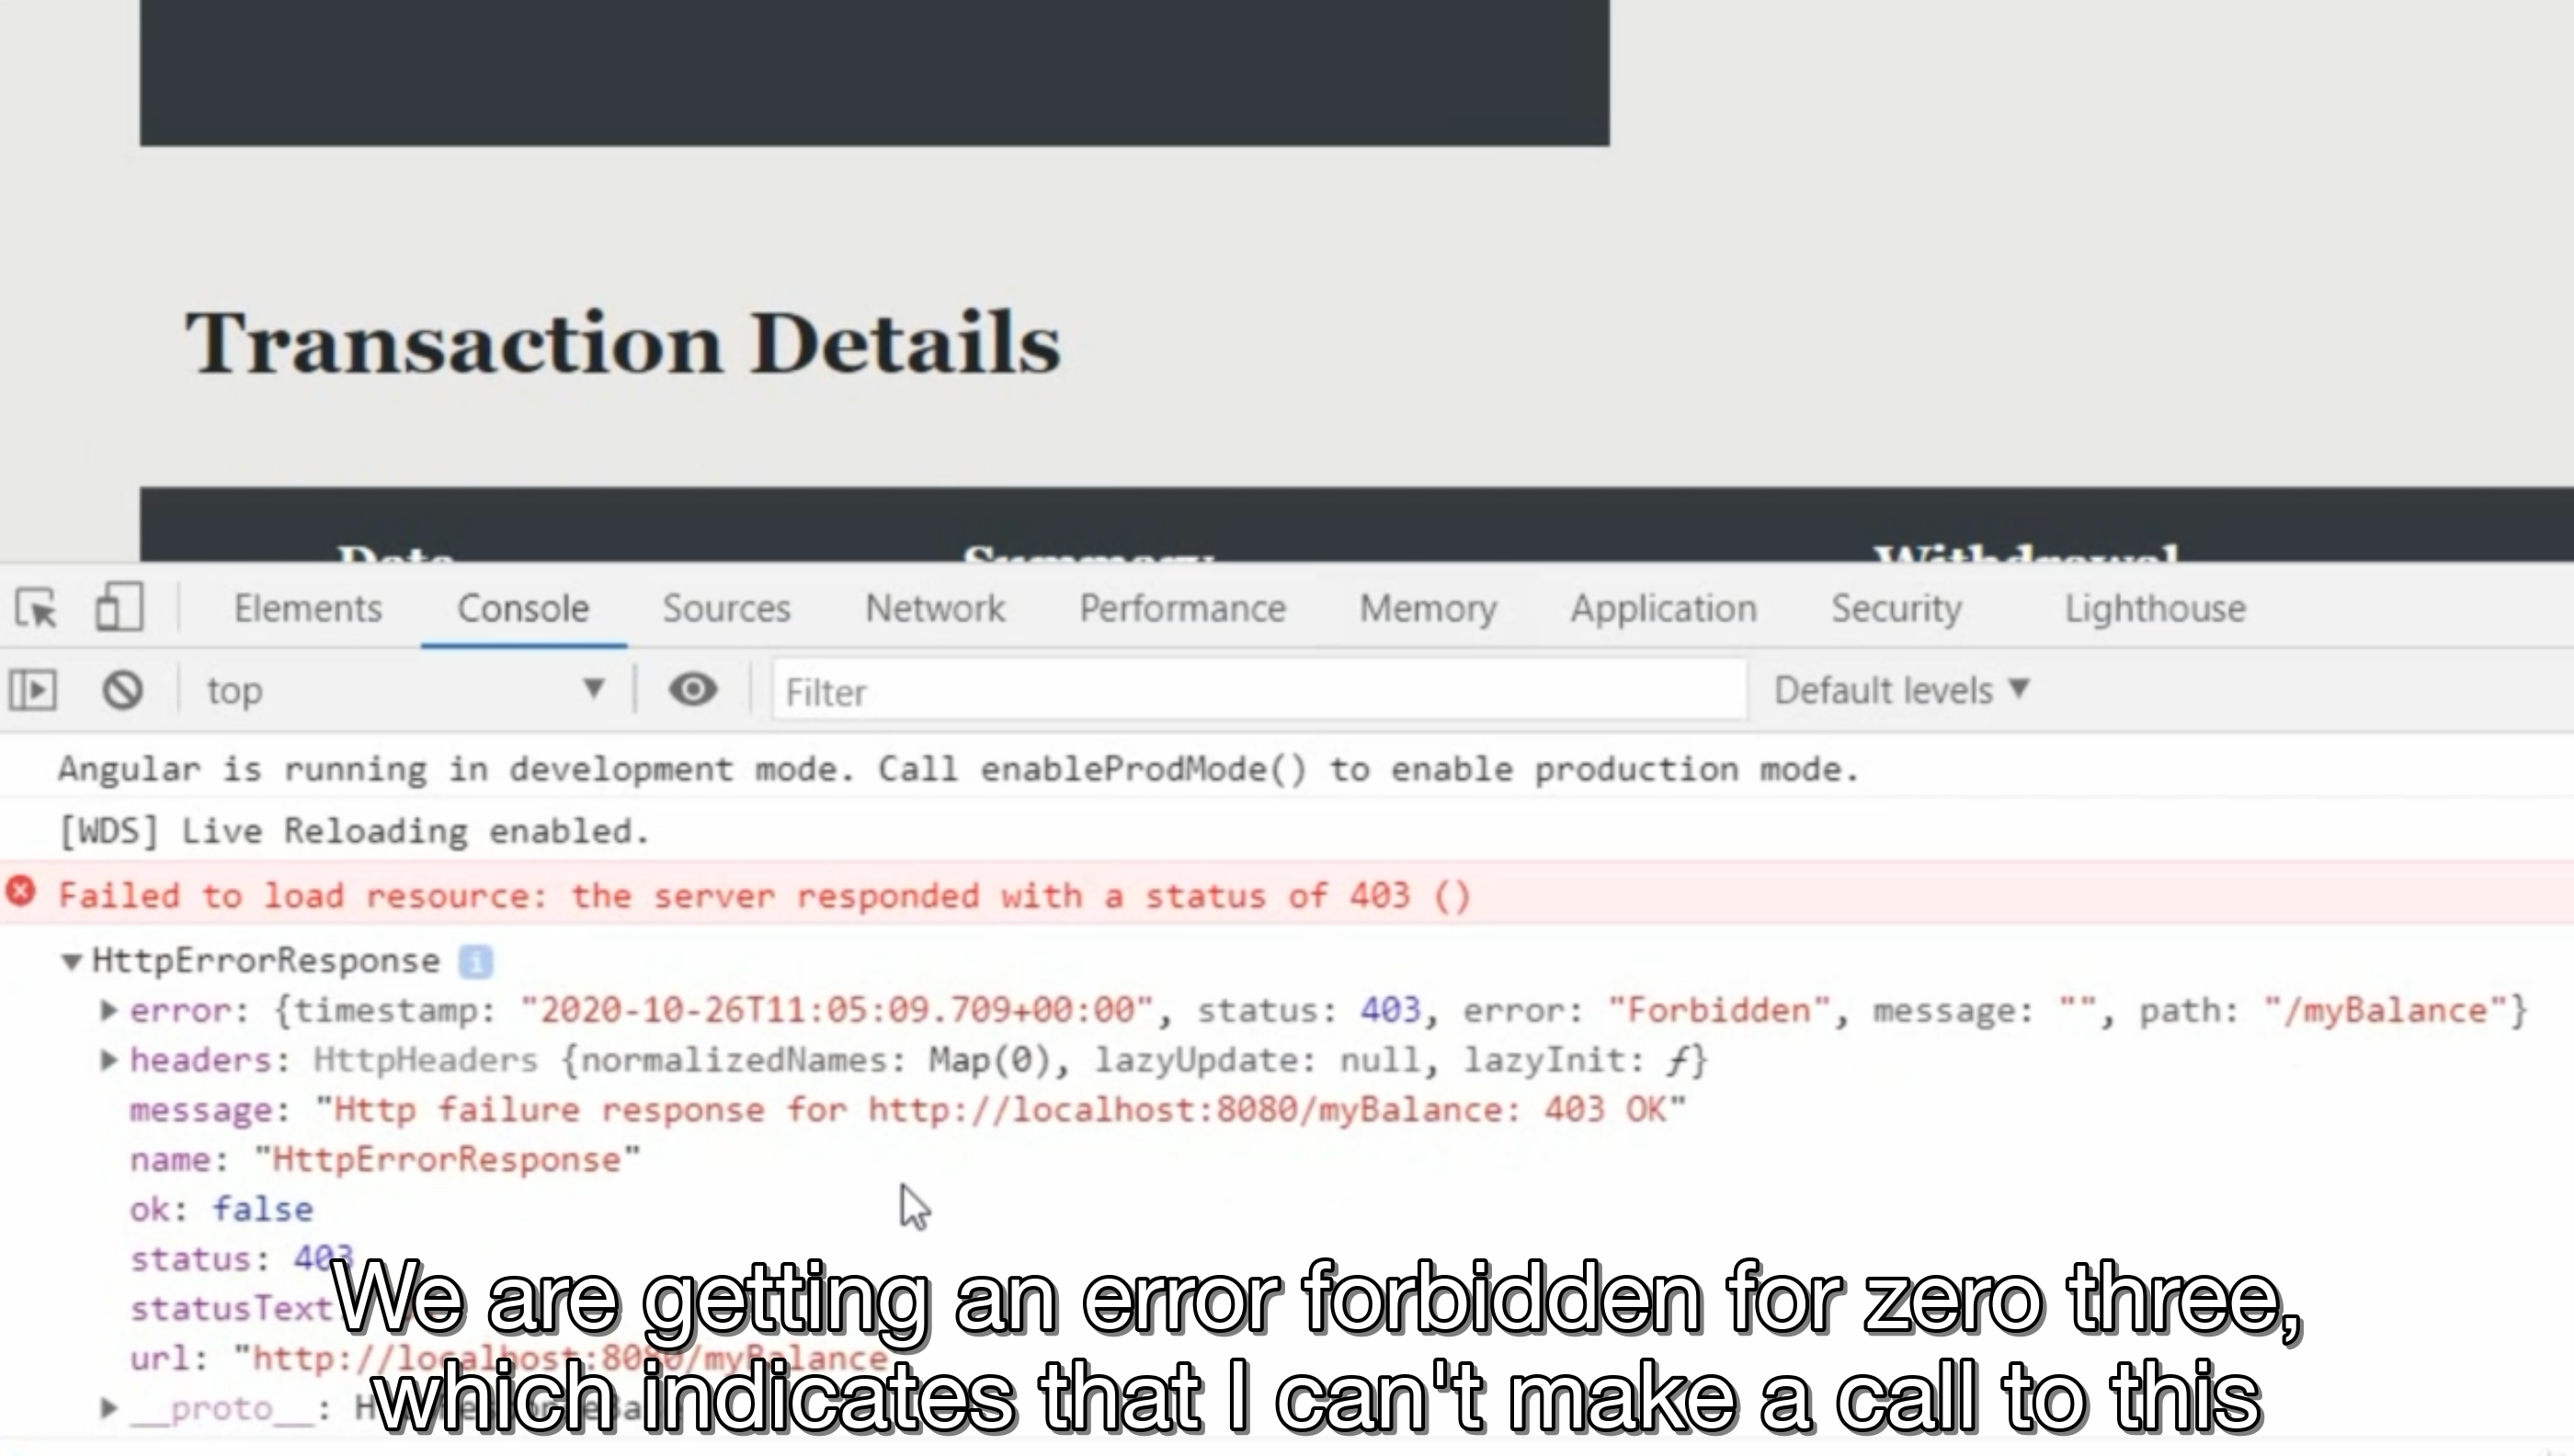 Transaction Details
Date Summary Withdrawal
Elements Console Sources Network Performance Memory Application Security Lighthouse
top Filter Default levels
Angular is running in development mode. Call enableProdMode() to enable production mode.
[WDS] Live Reloading enabled.
Failed to load resource: the server responded with a status of 403 ()
HttpErrorResponse i
error: {timestamp: "2020-10-26T11:05:09.709+00:00", status: 403, error: "Forbidden", message: "", path: "/myBalance"}
headers: HttpHeaders {normalizedNames: Map(0), lazyUpdate: null, lazyInit: ƒ}
message: "Http failure response for http://localhost:8080/myBalance: 403 OK"
name: "HttpErrorResponse"
ok: false
status: 403
statusText:
url: "http://localhost:8080/myBalance
__proto__:
We are getting an error forbidden for zero three,
which indicates that I can't make a call to this